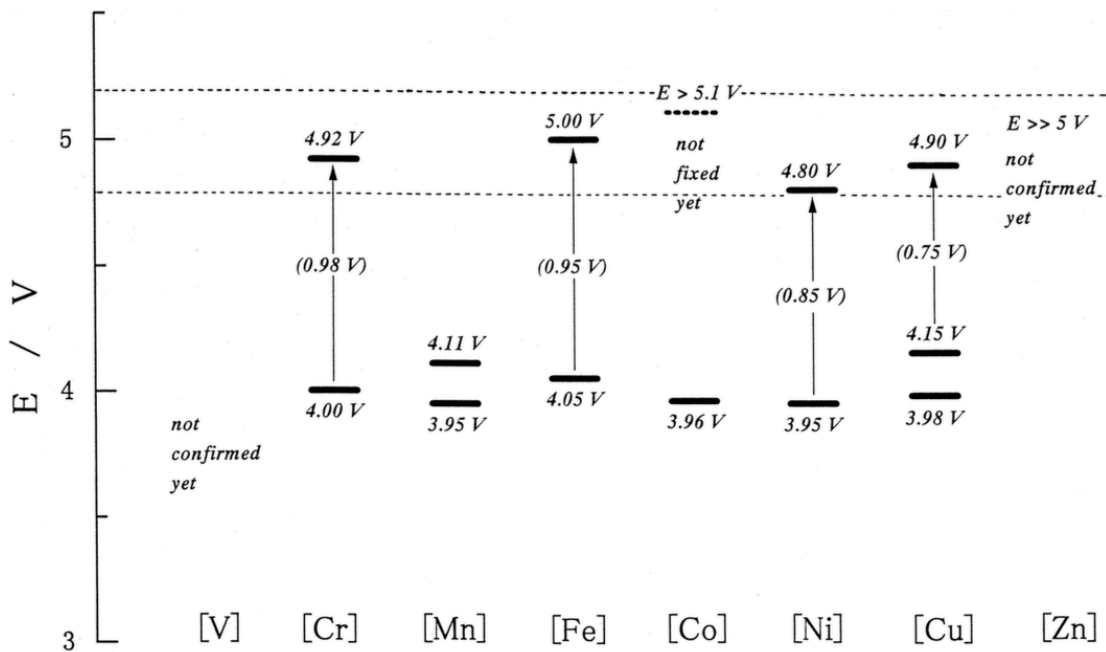 E > 5.1 V
5
4.92 V
5.00 V
not
fixed
yet
4.80 V
4.90 V
E >> 5 V
not
confirmed
yet
(0.98 V)
(0.95 V)
(0.85 V)
(0.75 V)
E / V
4.11 V
4.15 V
4
4.00 V
3.95 V
4.05 V
3.96 V
3.95 V
3.98 V
not
confirmed
yet
3
[V] [Cr] [Mn] [Fe] [Co] [Ni] [Cu] [Zn]